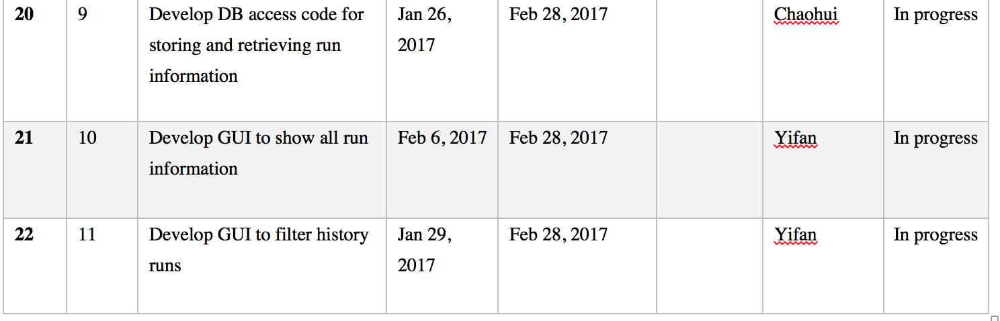 20 9 Develop DB access code for Jan 26, Feb 28, 2017 Chaohui In progress
storing and retrieving run 2017
information
21 10 Develop GUI to show all run Feb 6, 2017 Feb 28, 2017 Yifan In progress
information
22 11 Develop GUI to filter history Jan 29, Feb 28, 2017 Yifan In progress
runs 2017